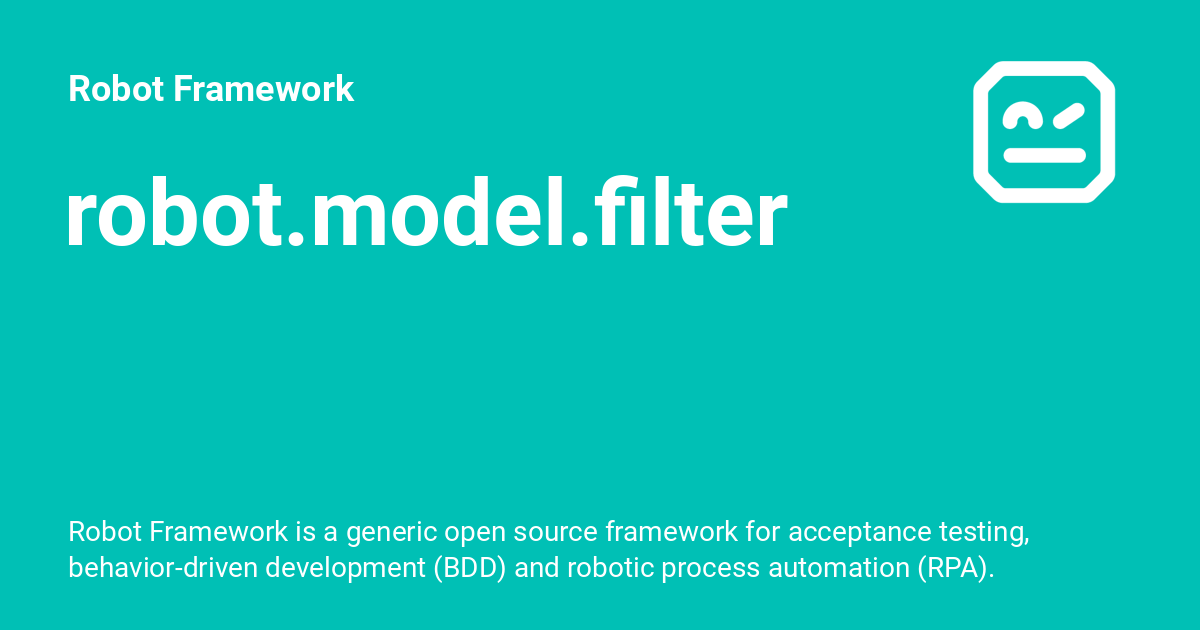 Robot Framework
robot.model.filter
Robot Framework is a generic open source framework for acceptance testing,
behavior-driven development (BDD) and robotic process automation (RPA).